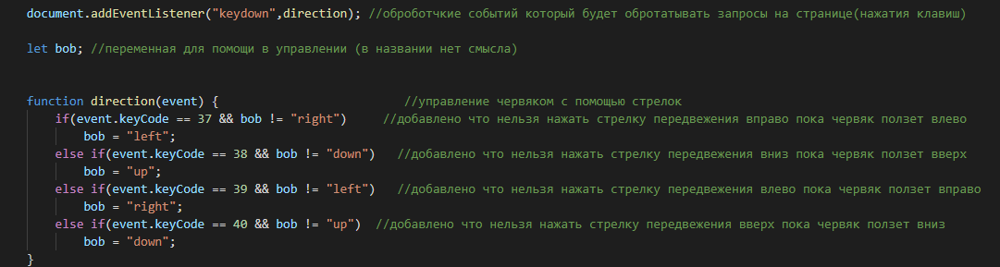 document.addEventListener("keydown",direction); //оброботчкие событий который будет обротатывать запросы на странице(нажатия клавиш)
let bob; //переменная для помощи в управлении (в названии нет смысла)
function direction(event) { //управление червяком с помощью стрелок
if(event.keyCode == 37 && bob != "right") //добавлено что нельзя нажать стрелку передвежения вправо пока червяк ползет влево
bob = "left";
else if(event.keyCode == 38 && bob != "down") //добавлено что нельзя нажать стрелку передвежения вниз пока червяк ползет вверх
bob = "up";
else if(event.keyCode == 39 && bob != "left") //добавлено что нельзя нажать стрелку передвежения влево пока червяк ползет вправо
bob = "right";
else if(event.keyCode == 40 && bob != "up") //добавлено что нельзя нажать стрелку передвежения вверх пока червяк ползет вниз
bob = "down";
}